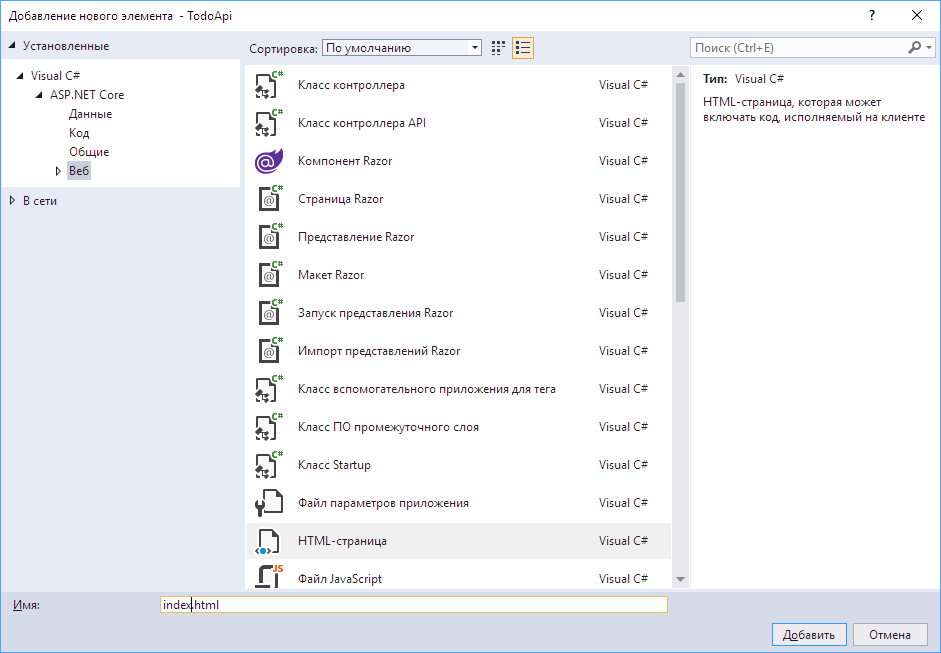 Добавление нового элемента - TodoApi
?
Установленные
Visual C#
ASP.NET Core
Данные
Код
Общие
Веб
В сети
Сортировка: По умолчанию
C# Класс контроллера Visual C#
C# Класс контроллера API Visual C#
@ Компонент Razor Visual C#
C# @ Страница Razor Visual C#
C# @ Представление Razor Visual C#
C# @ Макет Razor Visual C#
C# @ Запуск представления Razor Visual C#
C# @ Импорт представлений Razor Visual C#
C# Класс вспомогательного приложения для тега Visual C#
C# Класс ПО промежуточного слоя Visual C#
C# Класс Startup Visual C#
Файл параметров приложения Visual C#
HTML-страница Visual C#
JS Файл JavaScript Visual C#
Поиск (Ctrl+E)
Тип: Visual C#
HTML-страница, которая может
включать код, исполняемый на клиенте
Имя: index.html
Добавить Отмена